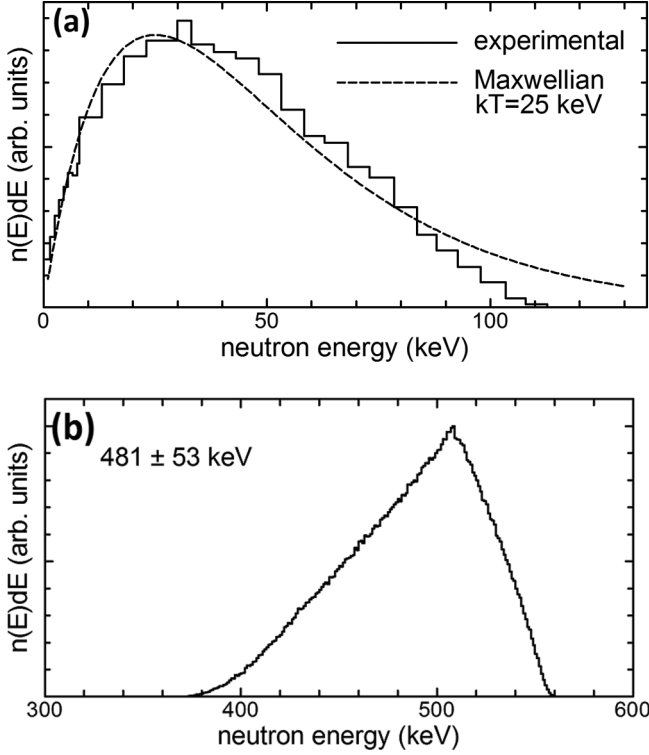 (a)
experimental
Maxwellian
kT=25 keV
n(E)dE (arb. units)
0 50 100
neutron energy (keV)
(b)
481 ± 53 keV
n(E)dE (arb. units)
300 400 500 600
neutron energy (keV)